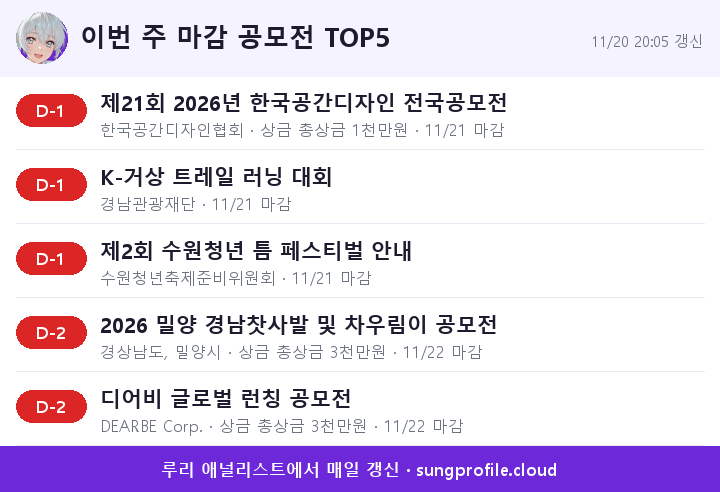 이번 주 마감 공모전 TOP5
11/20 20:05 갱신
D-1
제21회 2026년 한국공간디자인 전국공모전
한국공간디자인협회 · 상금 총상금 1천만원 · 11/21 마감
D-1
K-거상 트레일 러닝 대회
경남관광재단 · 11/21 마감
D-1
제2회 수원청년 틈 페스티벌 안내
수원청년축제준비위원회 · 11/21 마감
D-2
2026 밀양 경남찻사발 및 차우림이 공모전
경상남도, 밀양시 · 상금 총상금 3천만원 · 11/22 마감
D-2
디어비 글로벌 런칭 공모전
DEARBE Corp. · 상금 총상금 3천만원 · 11/22 마감
루리 애널리스트에서 매일 갱신 · sungprofile.cloud